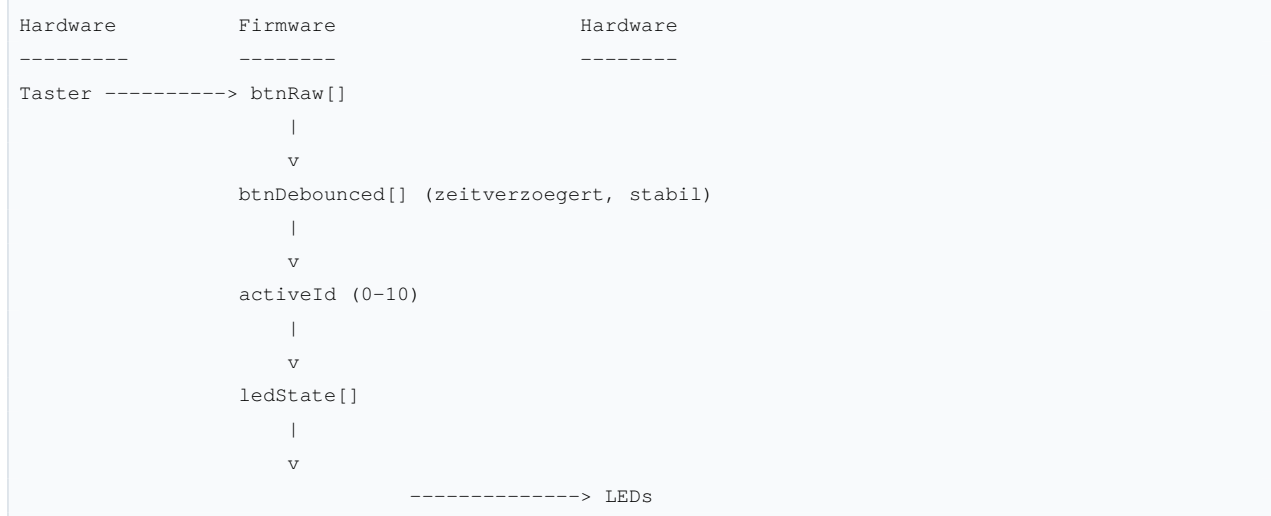 Hardware          Firmware                    Hardware
---------         --------                    --------
Taster ----------> btnRaw[]
                      |
                      v
                  btnDebounced[] (zeitverzoegert, stabil)
                      |
                      v
                  activeId (0-10)
                      |
                      v
                  ledState[]
                      |
                      v
                                --------------> LEDs